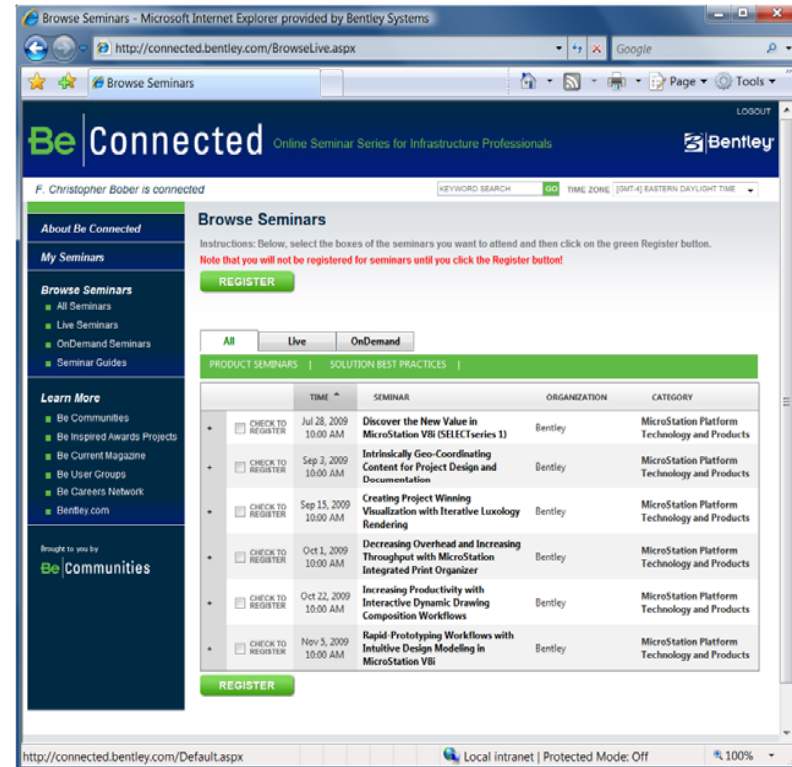 Browse Seminars - Microsoft Internet Explorer provided by Bentley Systems
http://connected.bentley.com/BrowseLive.aspx
Google
Browse Seminars
Page
Tools
LOGOUT
Be Connected Online Seminar Series for Infrastructure Professionals
Bentley
F. Christopher Bober is connected
KEYWORD SEARCH GO TIME ZONE [GMT-4] EASTERN DAYLIGHT TIME
About Be Connected
My Seminars
Browse Seminars
All Seminars
Live Seminars
OnDemand Seminars
Seminar Guides
Learn More
Be Communities
Be Inspired Awards Projects
Be Current Magazine
Be User Groups
Be Careers Network
Bentley.com
Brought to you by
Be Communities
Browse Seminars
Instructions: Below, select the boxes of the seminars you want to attend and then click on the green Register button.
Note that you will not be registered for seminars until you click the Register button!
REGISTER
All Live OnDemand
PRODUCT SEMINARS | SOLUTION BEST PRACTICES |
TIME SEMINAR ORGANIZATION CATEGORY
+ CHECK TO REGISTER
Jul 28, 2009 10:00 AM
Discover the New Value in
MicroStation V8i (SELECTseries 1)
Bentley
MicroStation Platform
Technology and Products
+ CHECK TO REGISTER
Sep 3, 2009 10:00 AM
Intrinsically Geo-Coordinating
Content for Project Design and
Documentation
Bentley
MicroStation Platform
Technology and Products
+ CHECK TO REGISTER
Sep 15, 2009 10:00 AM
Creating Project Winning
Visualization with Iterative Luxology
Rendering
Bentley
MicroStation Platform
Technology and Products
+ CHECK TO REGISTER
Oct 1, 2009 10:00 AM
Decreasing Overhead and Increasing
Throughput with MicroStation
Integrated Print Organizer
Bentley
MicroStation Platform
Technology and Products
+ CHECK TO REGISTER
Oct 22, 2009 10:00 AM
Increasing Productivity with
Interactive Dynamic Drawing
Composition Workflows
Bentley
MicroStation Platform
Technology and Products
+ CHECK TO REGISTER
Nov 5, 2009 10:00 AM
Rapid-Prototyping Workflows with
Intuitive Design Modeling in
MicroStation V8i
Bentley
MicroStation Platform
Technology and Products
REGISTER
http://connected.bentley.com/Default.aspx
Local intranet | Protected Mode: Off
100%